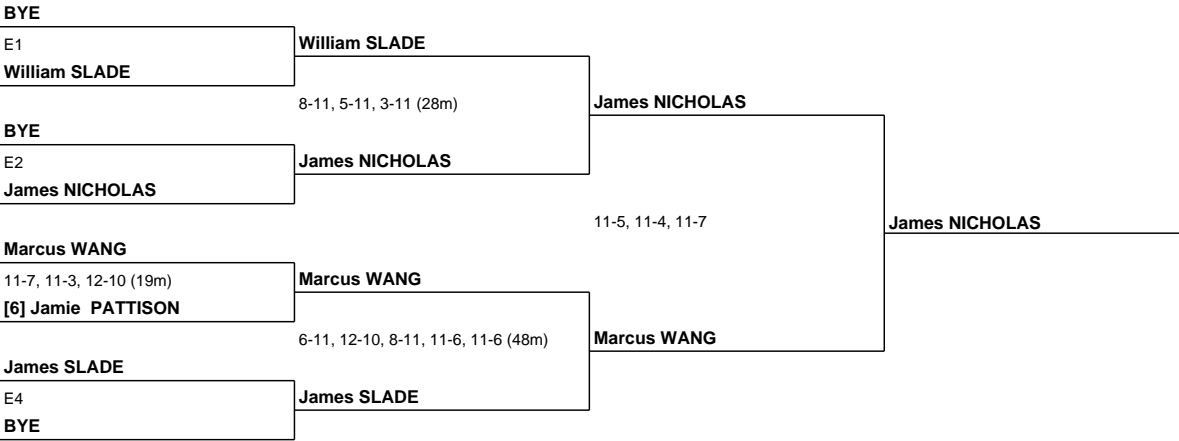 BYE
E1
William SLADE
William SLADE
8-11, 5-11, 3-11 (28m)
James NICHOLAS
BYE
E2
James NICHOLAS
James NICHOLAS
11-5, 11-4, 11-7
James NICHOLAS
Marcus WANG
11-7, 11-3, 12-10 (19m)
[6] Jamie PATTISON
Marcus WANG
6-11, 12-10, 8-11, 11-6, 11-6 (48m)
Marcus WANG
James SLADE
E4
BYE
James SLADE